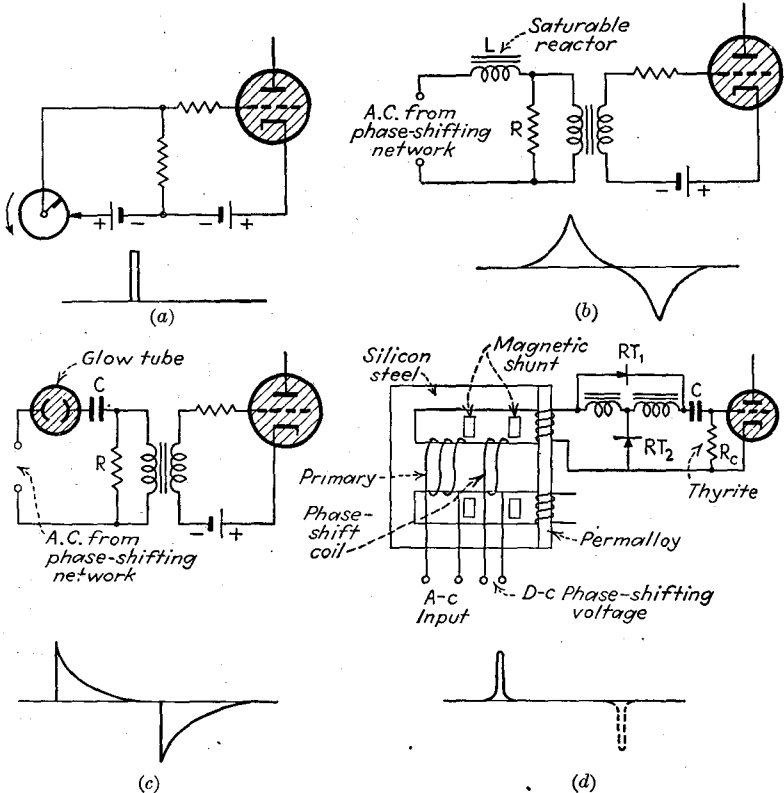 + - - +
(a)
Saturable
reactor
L
A.C. from
phase-shifting
network
R
- +
(b)
Glow tube
C
R
- +
A.C. from
phase-shifting
network
(c)
Silicon
steel
Magnetic
shunt
RT1
C
RT2
Rc
Thyrite
Primary
Phase-
shift
coil
Permalloy
A-c
Input
D-c Phase-shifting
voltage
(d)